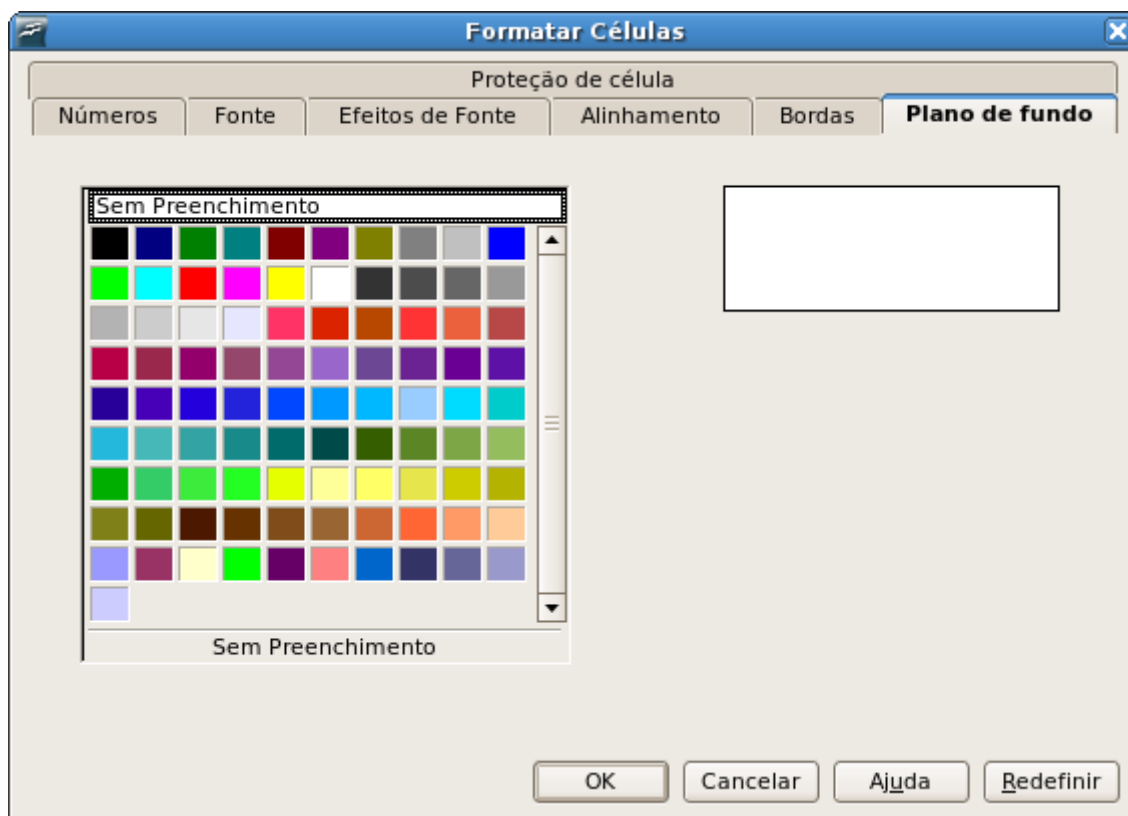 Formatar Células
Proteção de célula
Números Fonte Efeitos de Fonte Alinhamento Bordas Plano de fundo
Sem Preenchimento
Sem Preenchimento
OK Cancelar Ajuda Redefinir